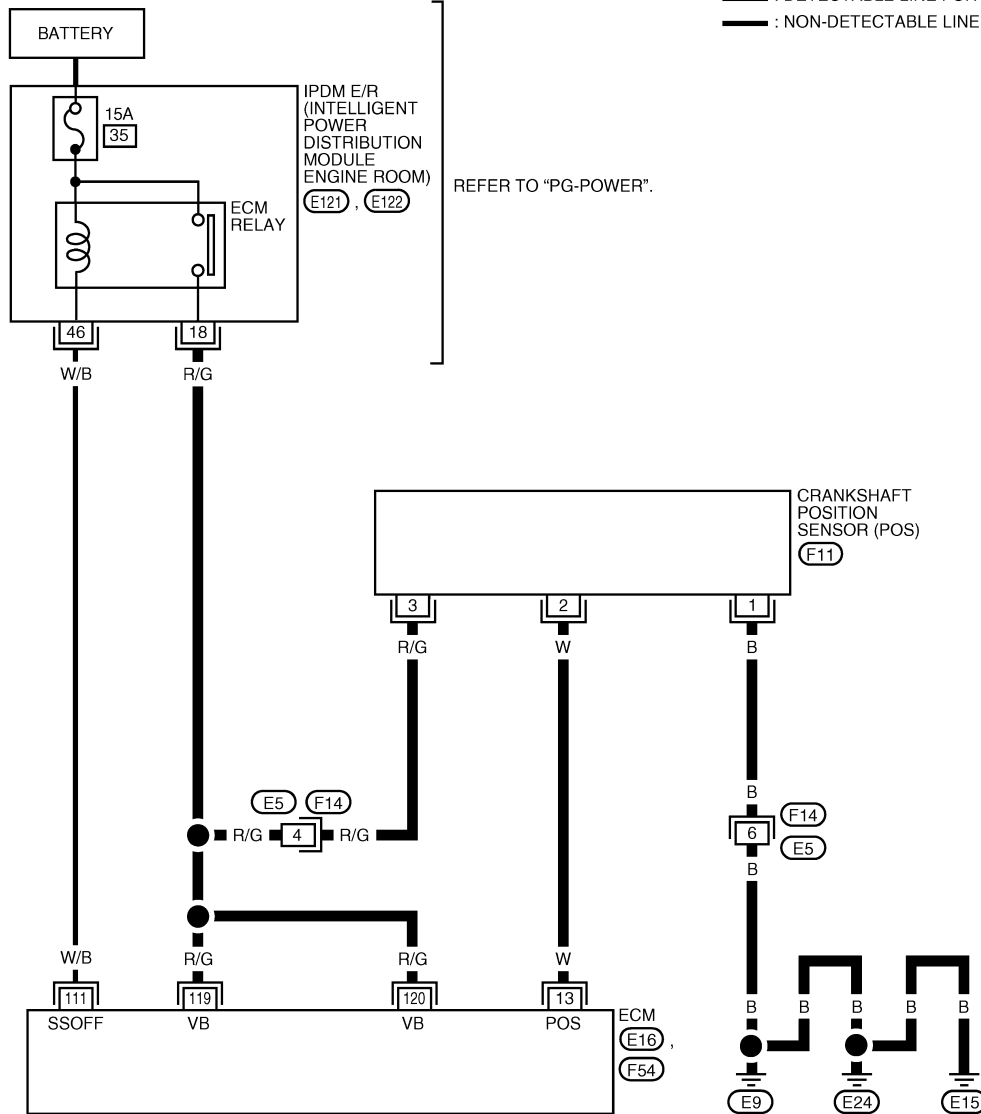 : NON-DETECTABLE LINE
BATTERY
IPDM E/R
(INTELLIGENT
POWER
DISTRIBUTION
MODULE
ENGINE ROOM)
E121 , E122
15A
35
REFER TO “PG-POWER”.
ECM
RELAY
46
18
W/B
R/G
CRANKSHAFT
POSITION
SENSOR (POS)
F11
3
2
1
R/G
W
B
E5
F14
B
F14
R/G
4
R/G
6
E5
B
W/B
R/G
R/G
W
B
B
B
B
B
111
119
120
13
SSOFF
VB
VB
POS
ECM
E16 ,
F54
E9
E24
E15